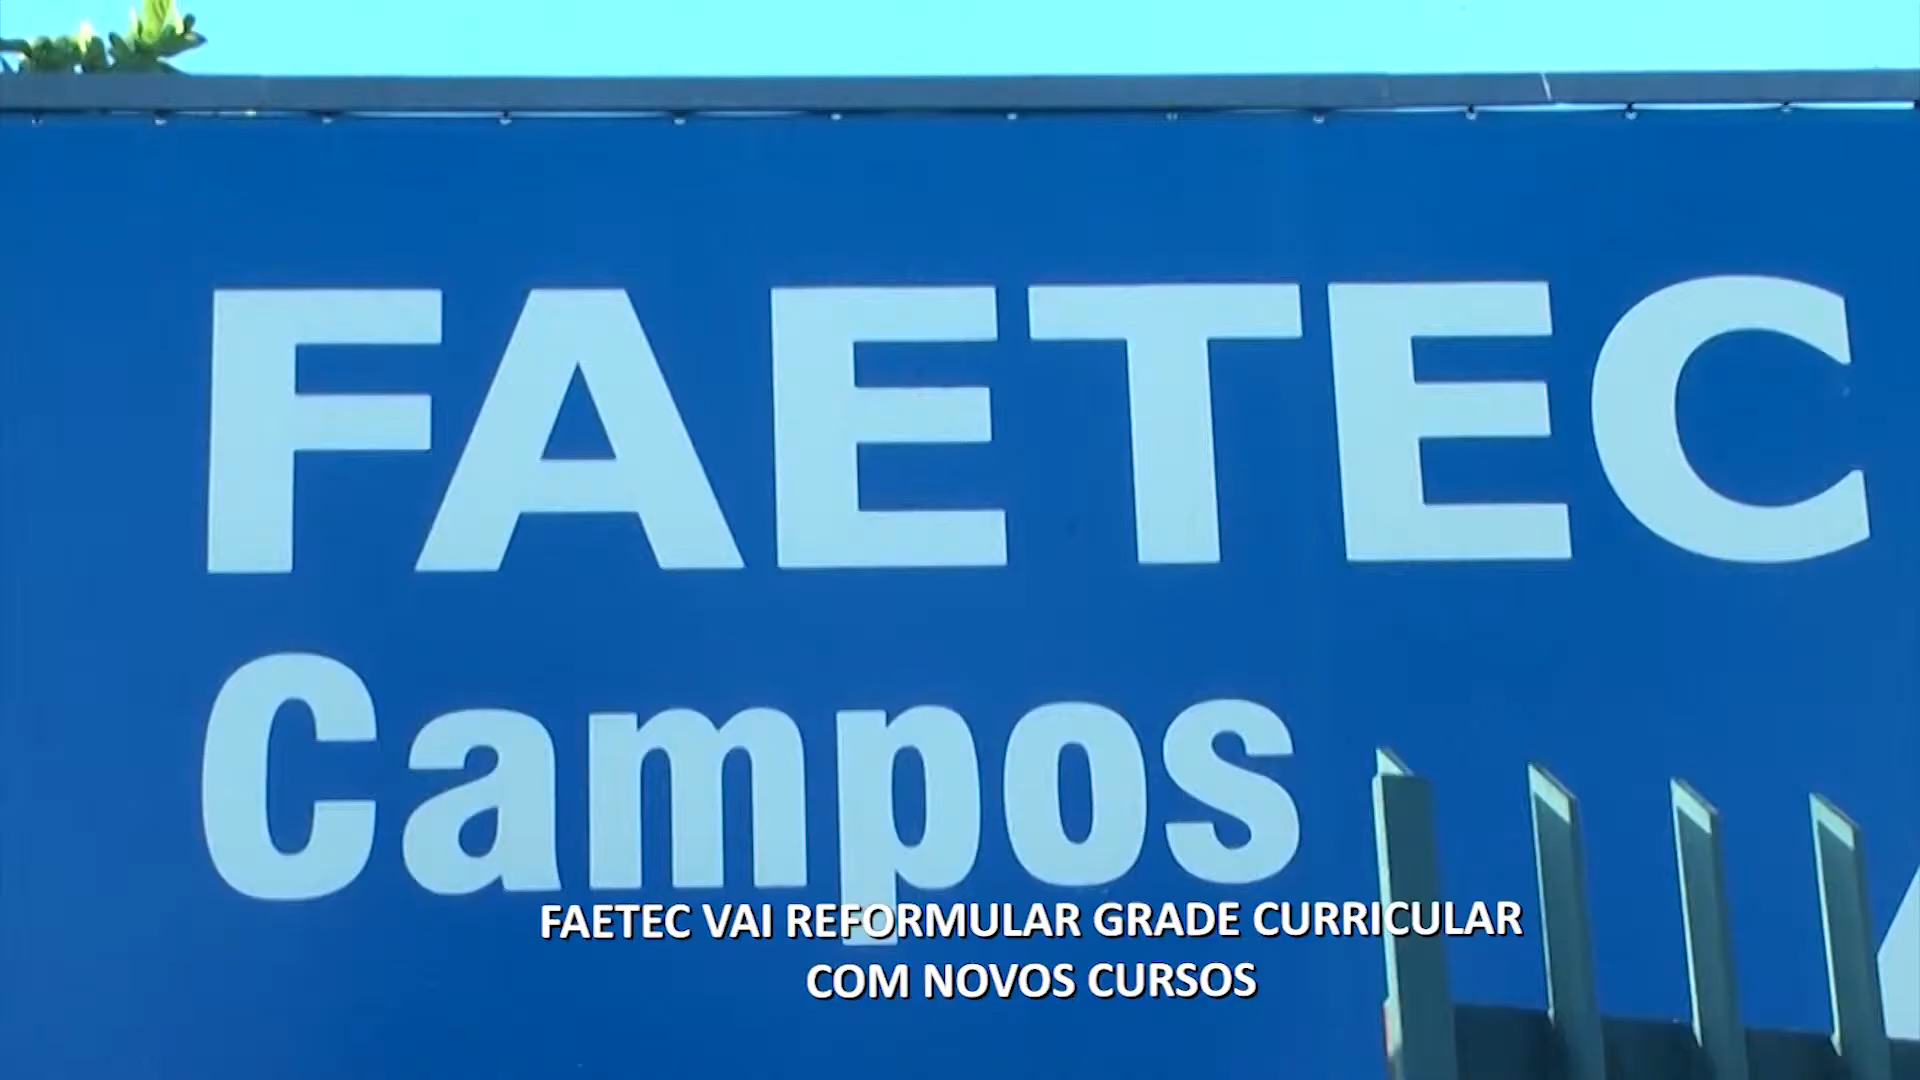 FAETEC
Campos
FAETEC VAI REFORMULAR GRADE CURRICULAR
COM NOVOS CURSOS